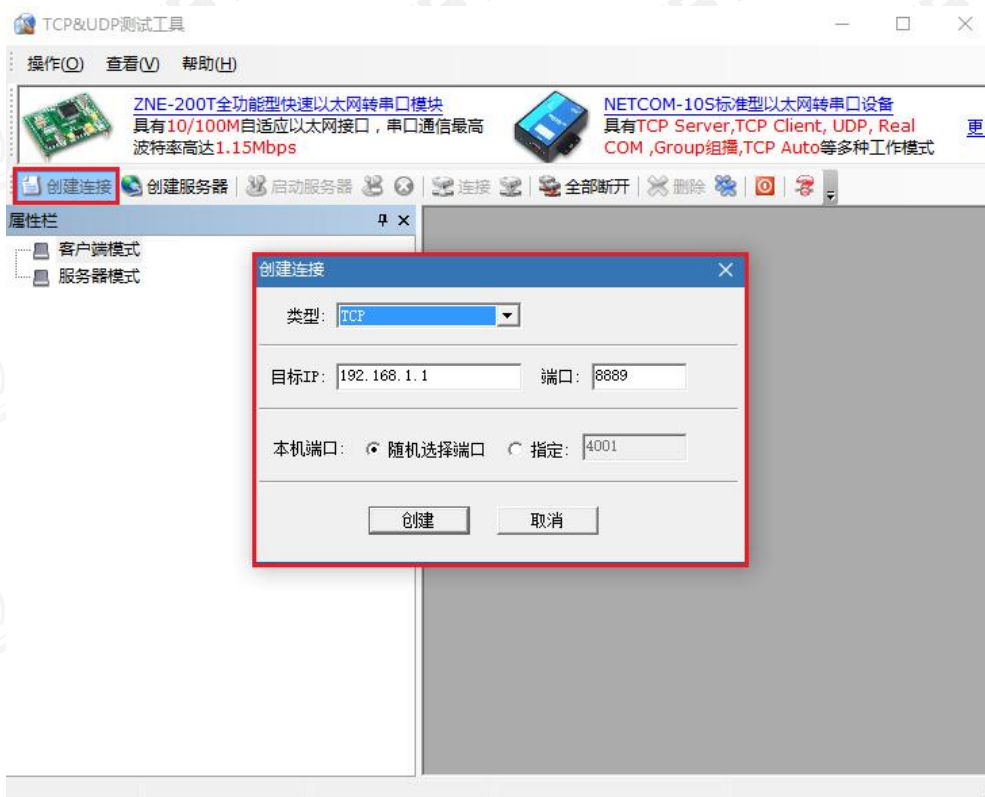 TCP&UDP测试工具
操作(O) 查看(V) 帮助(H)
ZNE-200T全功能型快速以太网转串口模块
具有10/100M自适应以太网接口，串口通信最高
波特率高达1.15Mbps
NETCOM-10S标准型以太网转串口设备
具有TCP Server,TCP Client, UDP, Real
COM ,Group组播,TCP Auto等多种工作模式
更
创建连接 创建服务器 启动服务器 连接 全部断开 删除
属性栏
客户端模式
服务器模式
创建连接
类型: TCP
目标IP: 192.168.1.1 端口: 8889
本机端口: 随机选择端口 指定: 4001
创建 取消